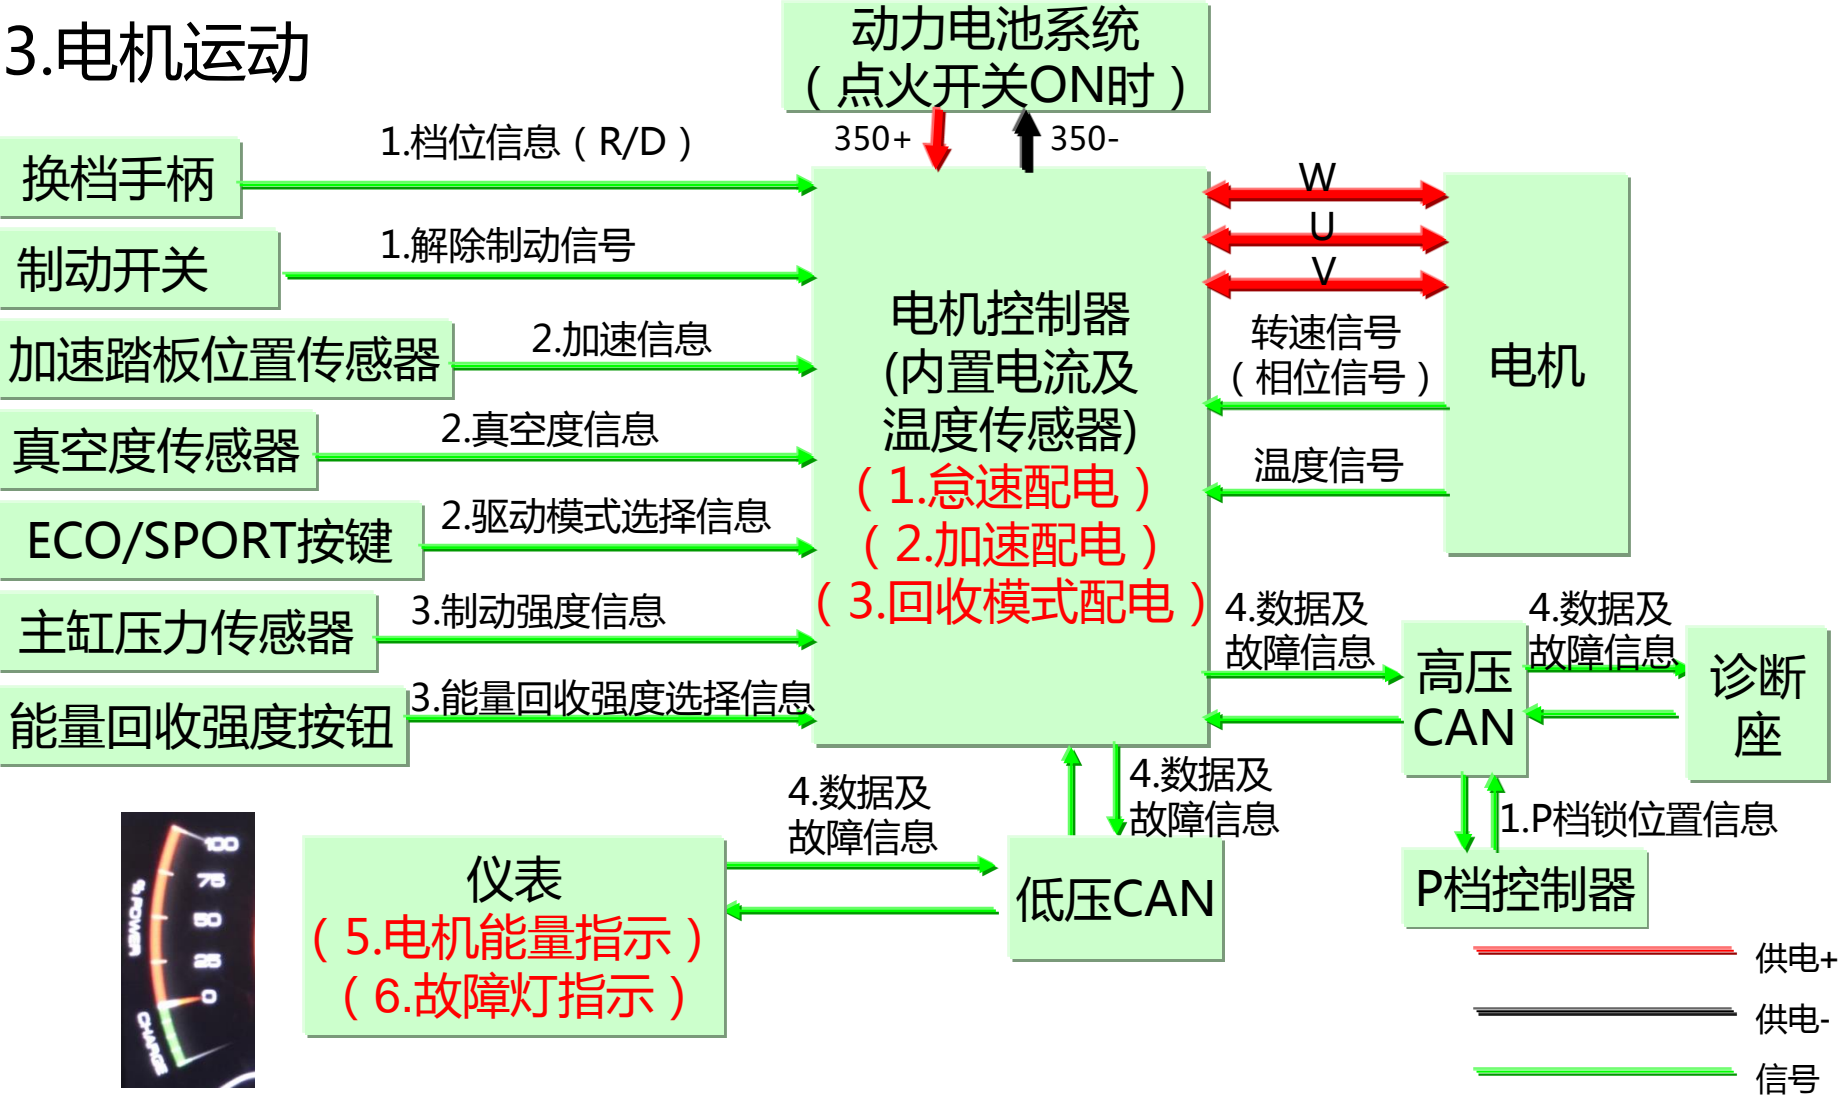 3.电机运动
动力电池系统
（点火开关ON时）
350+
350-
换档手柄
1.档位信息（R/D）
制动开关
1.解除制动信号
加速踏板位置传感器
2.加速信息
真空度传感器
2.真空度信息
ECO/SPORT按键
2.驱动模式选择信息
主缸压力传感器
3.制动强度信息
能量回收强度按钮
3.能量回收强度选择信息
电机控制器
(内置电流及
温度传感器)
（1.怠速配电）
（2.加速配电）
（3.回收模式配电）
W
U
V
转速信号
（相位信号）
温度信号
电机
4.数据及
故障信息
高压
CAN
4.数据及
故障信息
诊断
座
1.P档锁位置信息
P档控制器
4.数据及
故障信息
4.数据及
故障信息
低压CAN
仪表
（5.电机能量指示）
（6.故障灯指示）
100
75
50
25
0
% POWER
CHARGE
供电+
供电-
信号